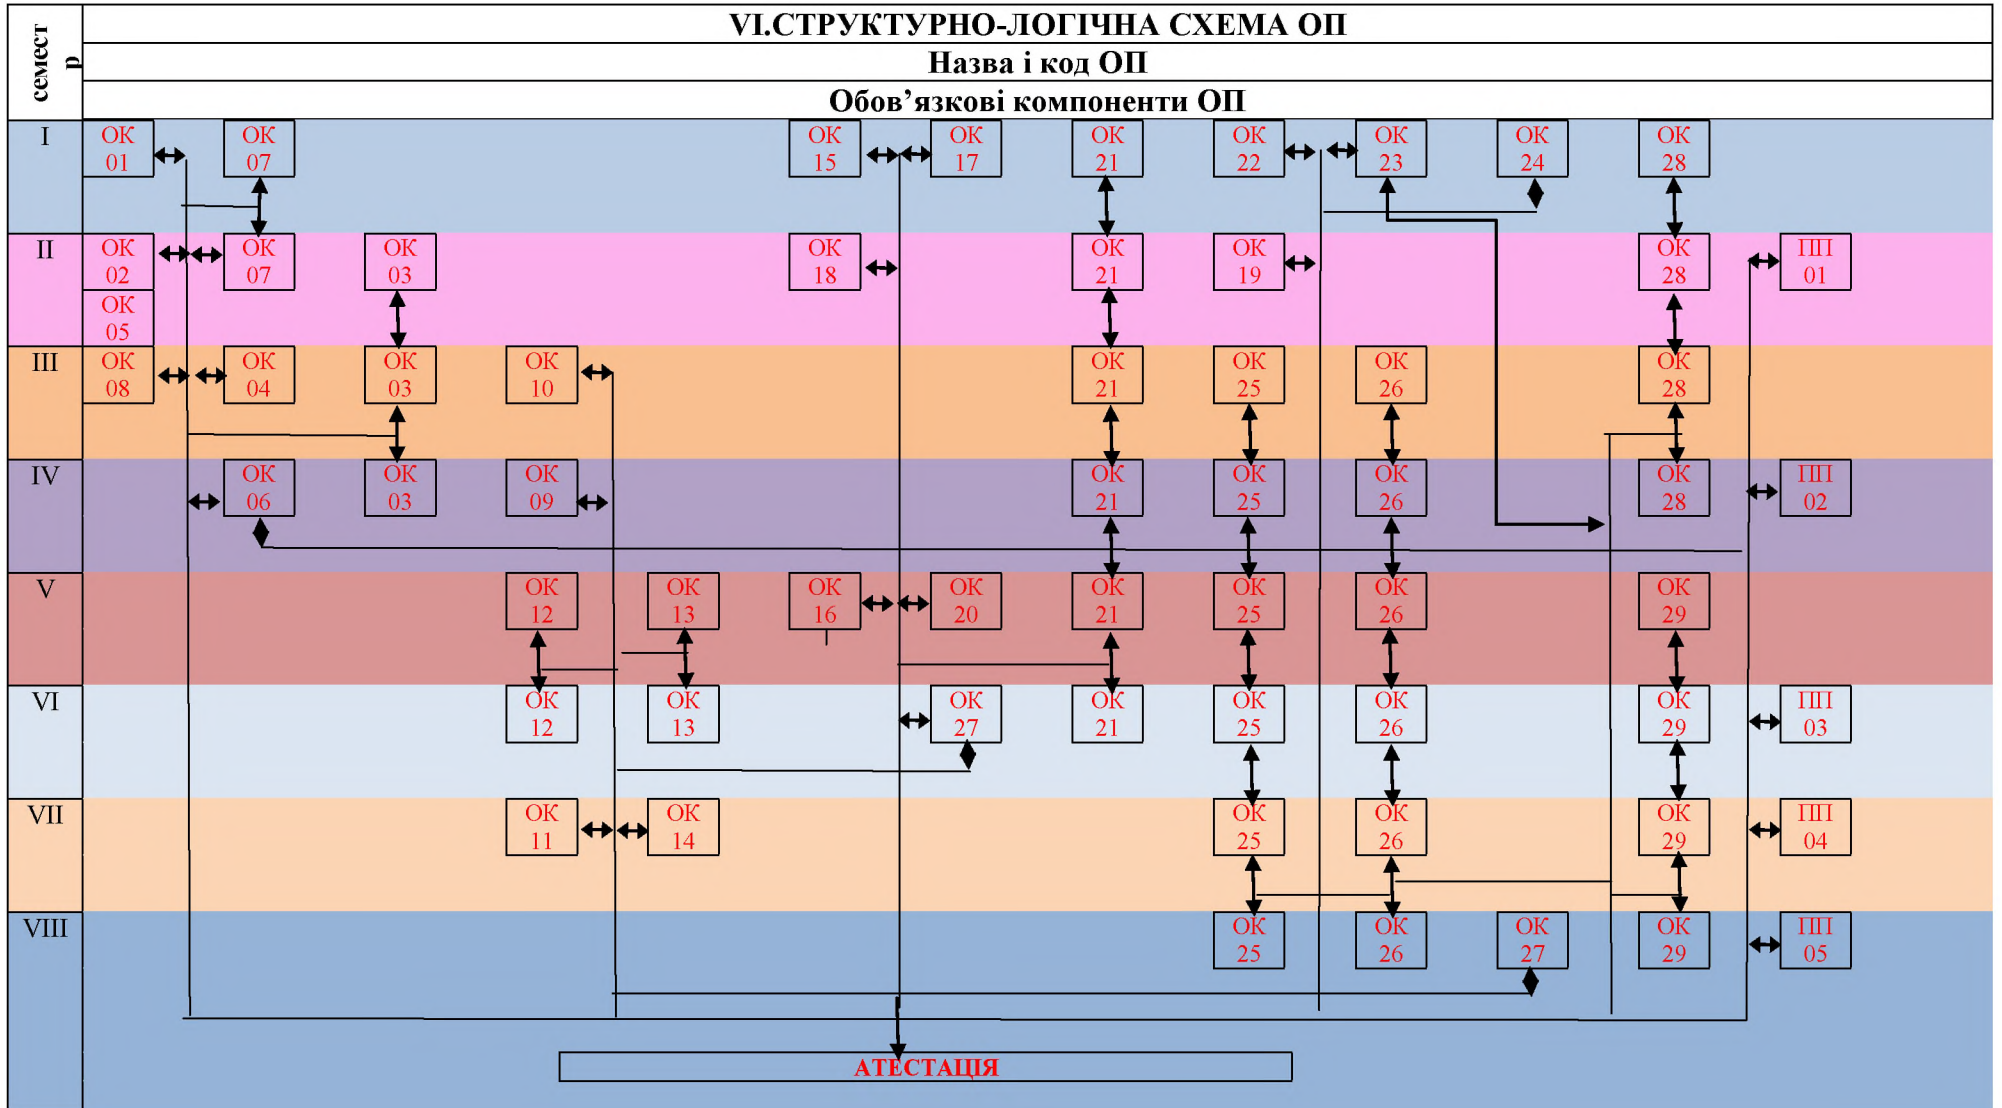 семест
р
VI.СТРУКТУРНО-ЛОГІЧНА СХЕМА ОП
Назва і код ОП
Обов’язкові компоненти ОП
I
ОК 01
ОК 07
ОК 15
ОК 17
ОК 21
ОК 22
ОК 23
ОК 24
ОК 28
II
ОК 02
ОК 07
ОК 03
ОК 18
ОК 21
ОК 19
ОК 28
ПП 01
ОК 05
III
ОК 08
ОК 04
ОК 03
ОК 10
ОК 21
ОК 25
ОК 26
ОК 28
IV
ОК 06
ОК 03
ОК 09
ОК 21
ОК 25
ОК 26
ОК 28
ПП 02
V
ОК 12
ОК 13
ОК 16
ОК 20
ОК 21
ОК 25
ОК 26
ОК 29
VI
ОК 12
ОК 13
ОК 27
ОК 21
ОК 25
ОК 26
ОК 29
ПП 03
VII
ОК 11
ОК 14
ОК 25
ОК 26
ОК 29
ПП 04
VIII
ОК 25
ОК 26
ОК 27
ОК 29
ПП 05
АТЕСТАЦІЯ